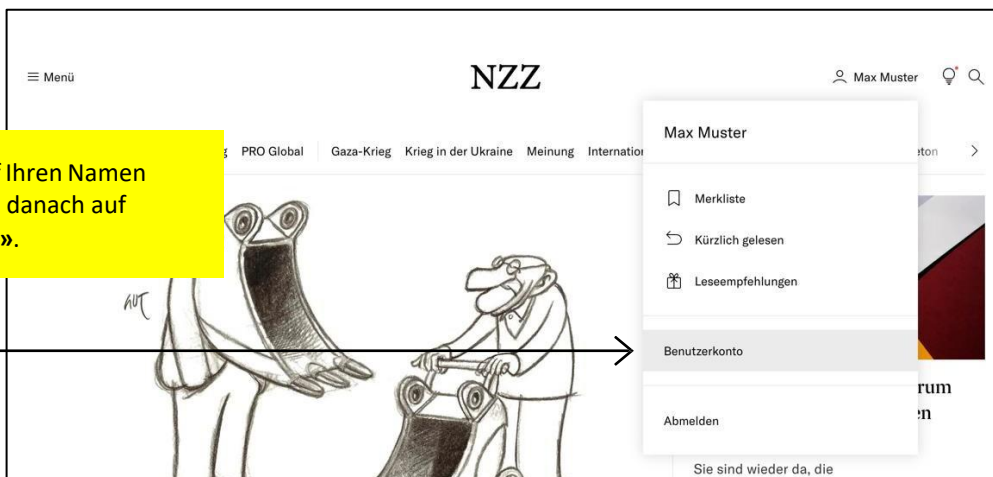 Menü
NZZ
Max Muster
PRO Global Gaza-Krieg Krieg in der Ukraine Meinung
Ihren Namen
danach auf
».
Max Muster
Merkliste
Kürzlich gelesen
Leseempfehlungen
Benutzerkonto
Abmelden
GUT
Sie sind wieder da, die